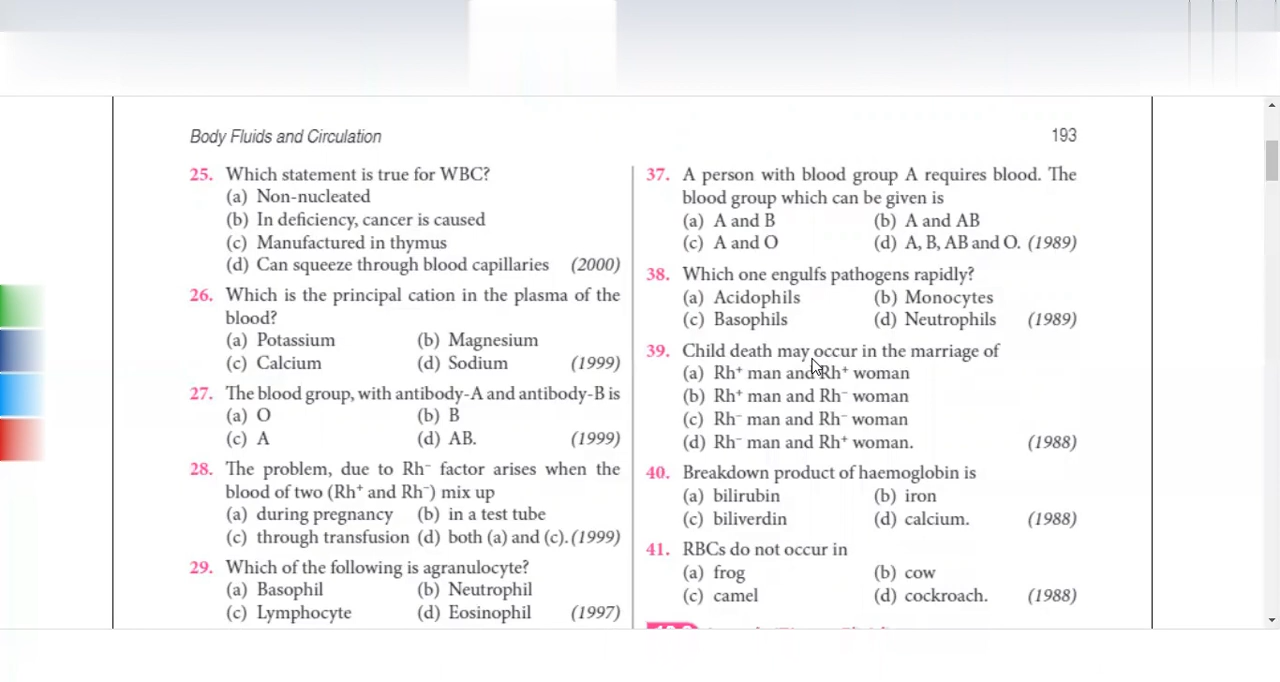 Body Fluids and Circulation
193
25. Which statement is true for WBC?
(a) Non-nucleated
(b) In deficiency, cancer is caused
(c) Manufactured in thymus
(d) Can squeeze through blood capillaries (2000)
26. Which is the principal cation in the plasma of the
blood?
(a) Potassium (b) Magnesium
(c) Calcium (d) Sodium (1999)
27. The blood group, with antibody-A and antibody-B is
(a) O (b) B
(c) A (d) AB. (1999)
28. The problem, due to Rh⁻ factor arises when the
blood of two (Rh⁺ and Rh⁻) mix up
(a) during pregnancy (b) in a test tube
(c) through transfusion (d) both (a) and (c). (1999)
29. Which of the following is agranulocyte?
(a) Basophil (b) Neutrophil
(c) Lymphocyte (d) Eosinophil (1997)
37. A person with blood group A requires blood. The
blood group which can be given is
(a) A and B (b) A and AB
(c) A and O (d) A, B, AB and O. (1989)
38. Which one engulfs pathogens rapidly?
(a) Acidophils (b) Monocytes
(c) Basophils (d) Neutrophils (1989)
39. Child death may occur in the marriage of
(a) Rh⁺ man and Rh⁺ woman
(b) Rh⁺ man and Rh⁻ woman
(c) Rh⁻ man and Rh⁻ woman
(d) Rh⁻ man and Rh⁺ woman. (1988)
40. Breakdown product of haemoglobin is
(a) bilirubin (b) iron
(c) biliverdin (d) calcium. (1988)
41. RBCs do not occur in
(a) frog (b) cow
(c) camel (d) cockroach. (1988)